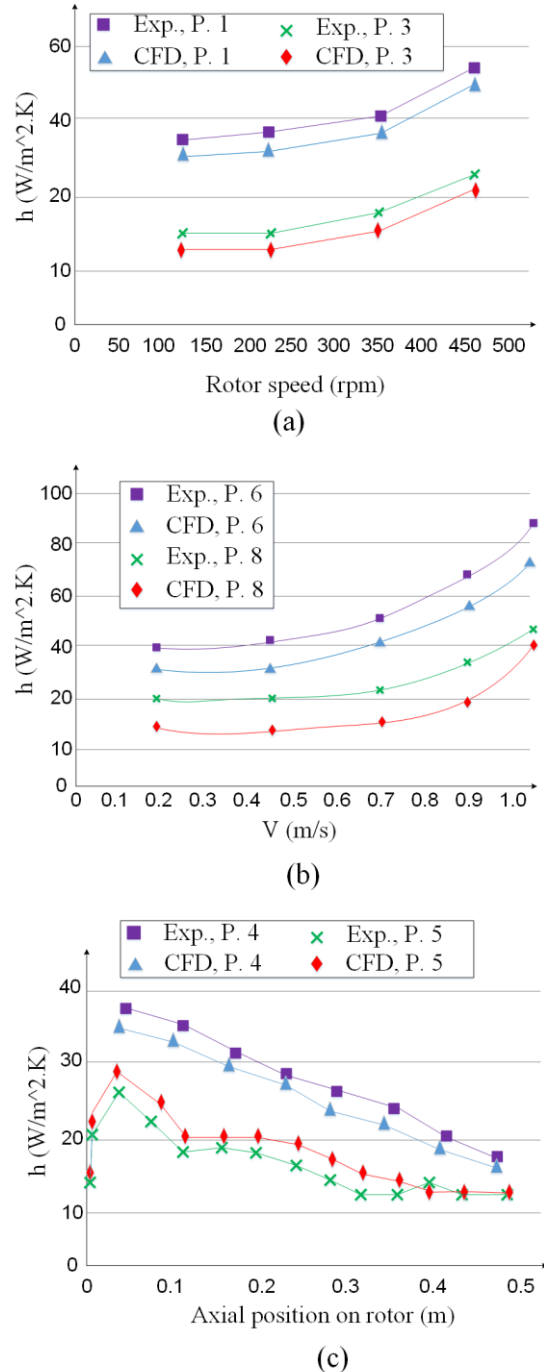 Exp., P. 1 Exp., P. 3
CFD, P. 1 CFD, P. 3
h (W/m^2.K)
60
40
20
10
0
0 50 100 150 200 250 300 350 400 450 500
Rotor speed (rpm)
(a)
Exp., P. 6
CFD, P. 6
Exp., P. 8
CFD, P. 8
h (W/m^2.K)
100
80
60
40
20
10
0
0 0.1 0.2 0.3 0.4 0.5 0.6 0.7 0.8 0.9 1.0
V (m/s)
(b)
Exp., P. 4 Exp., P. 5
CFD, P. 4 CFD, P. 5
h (W/m^2.K)
40
30
20
10
0
0 0.1 0.2 0.3 0.4 0.5
Axial position on rotor (m)
(c)